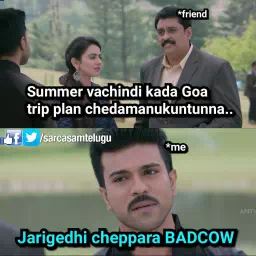 *friend
Summer vachindi kada Goa
trip plan chedamanukuntunna..
/sarcasamtelugu
*me
Jarigedhi cheppara BADCOW